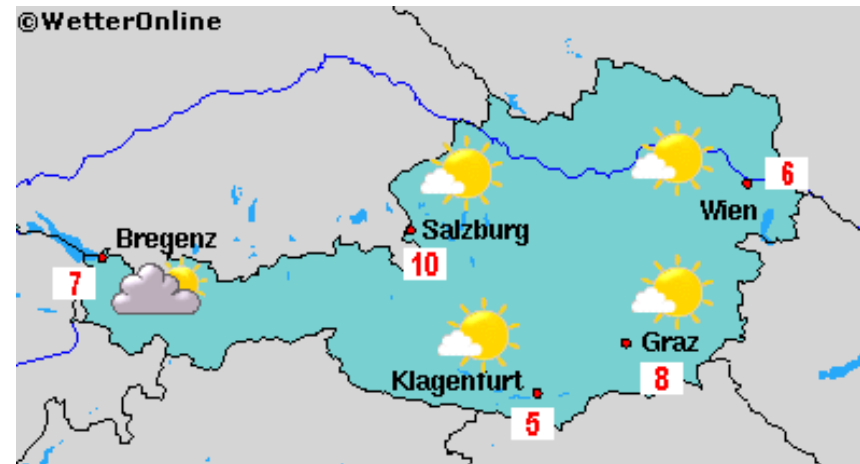 ©WetterOnline
6
Wien
Salzburg
Bregenz
10
7
Graz
8
Klagenfurt
5